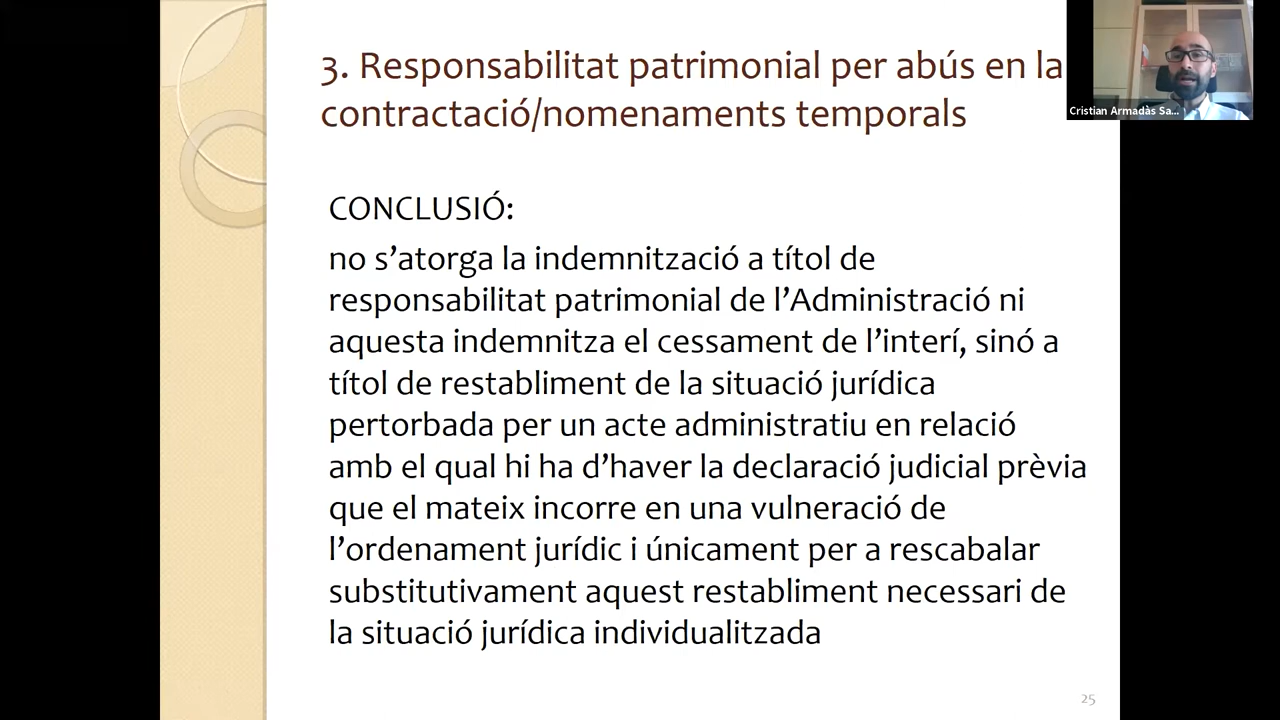 3. Responsabilitat patrimonial per abús en la
contractació/nomenaments temporals
Cristian Armadàs Sa...
CONCLUSIÓ:
no s’atorga la indemnització a títol de
responsabilitat patrimonial de l’Administració ni
aquesta indemnitza el cessament de l’interí, sinó a
títol de restabliment de la situació jurídica
pertorbada per un acte administratiu en relació
amb el qual hi ha d’haver la declaració judicial prèvia
que el mateix incorre en una vulneració de
l’ordenament jurídic i únicament per a rescabalar
substitutivament aquest restabliment necessari de
la situació jurídica individualitzada
25